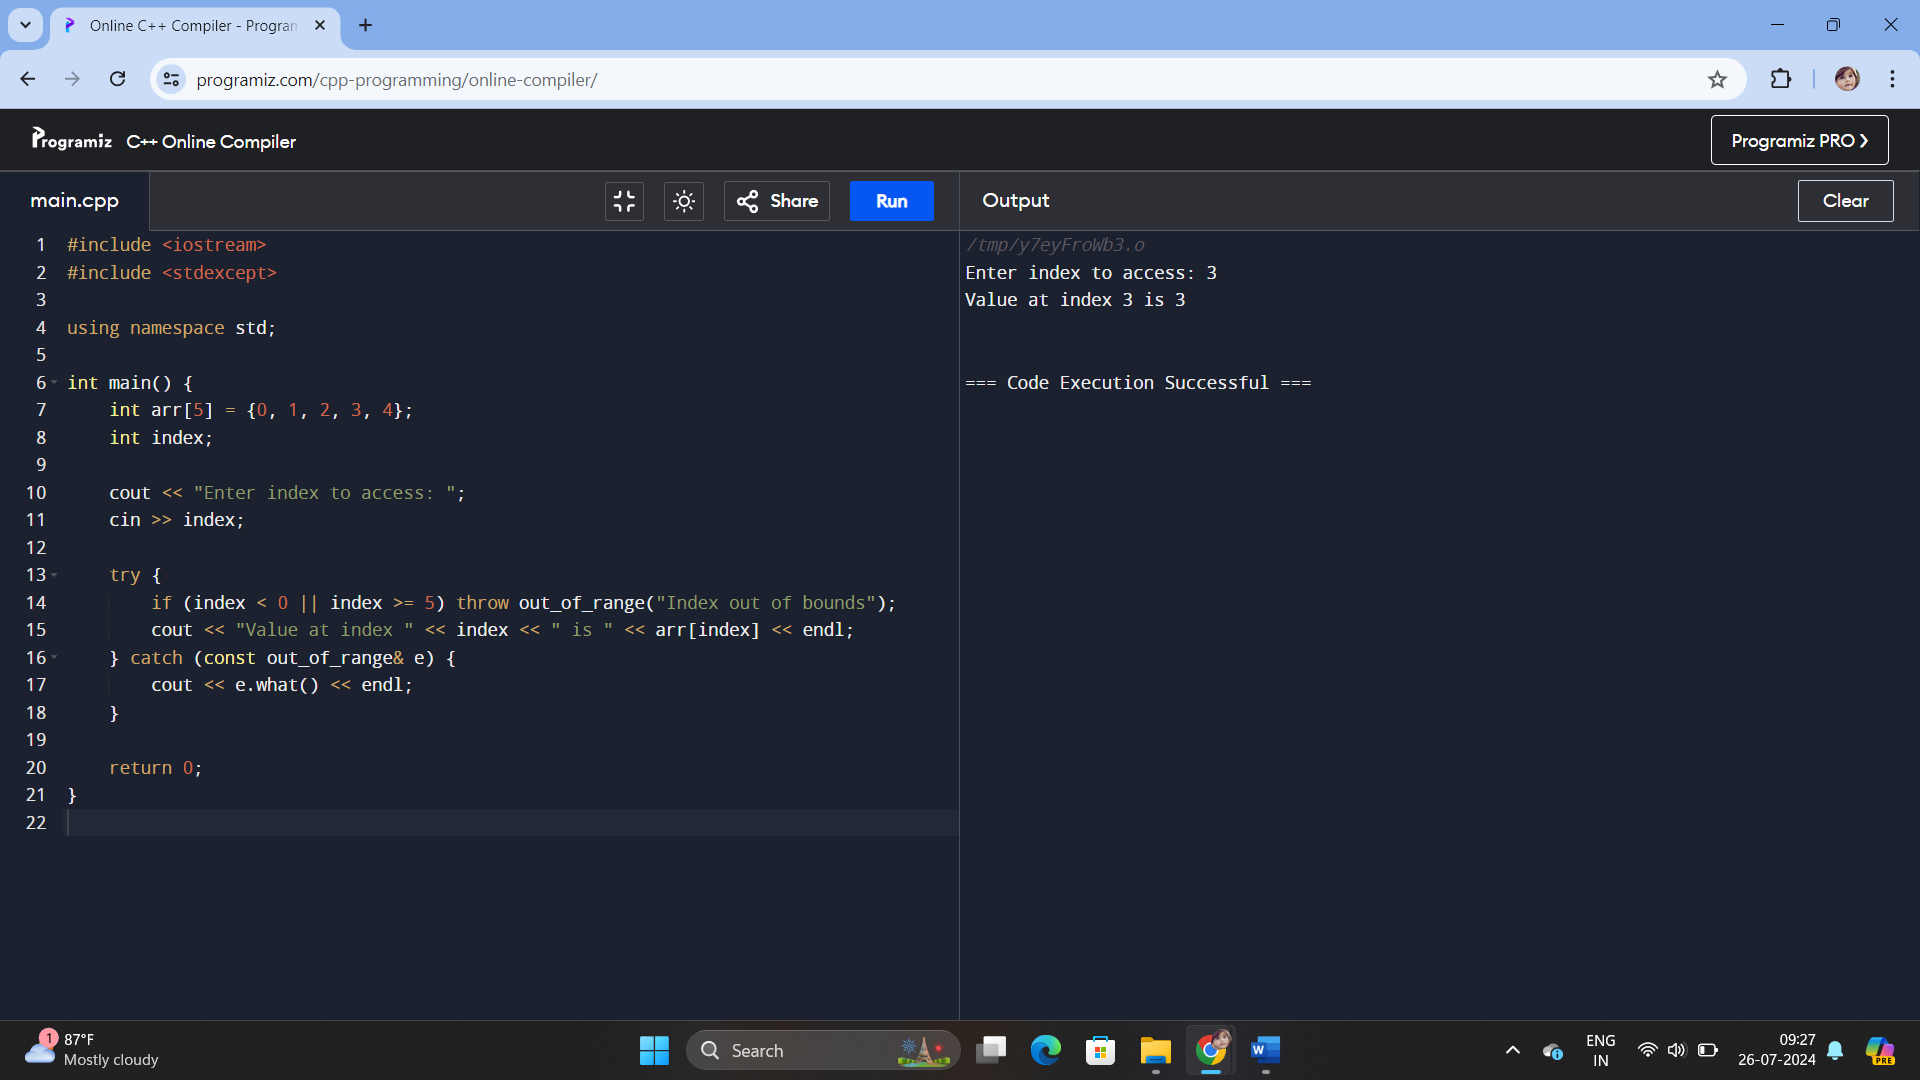 Online C++ Compiler - Program
programiz.com/cpp-programming/online-compiler/
Programiz C++ Online Compiler
Programiz PRO ❯
main.cpp
Share
Run
Output
Clear
1 #include <iostream>
2 #include <stdexcept>
3
4 using namespace std;
5
6 int main() {
7     int arr[5] = {0, 1, 2, 3, 4};
8     int index;
9
10     cout << "Enter index to access: ";
11     cin >> index;
12
13     try {
14         if (index < 0 || index >= 5) throw out_of_range("Index out of bounds");
15         cout << "Value at index " << index << " is " << arr[index] << endl;
16     } catch (const out_of_range& e) {
17         cout << e.what() << endl;
18     }
19
20     return 0;
21 }
22
/tmp/y7eyFroWb3.o
Enter index to access: 3
Value at index 3 is 3
=== Code Execution Successful ===
1
87°F
Mostly cloudy
Search
W
ENG
IN
09:27
26-07-2024
PRE